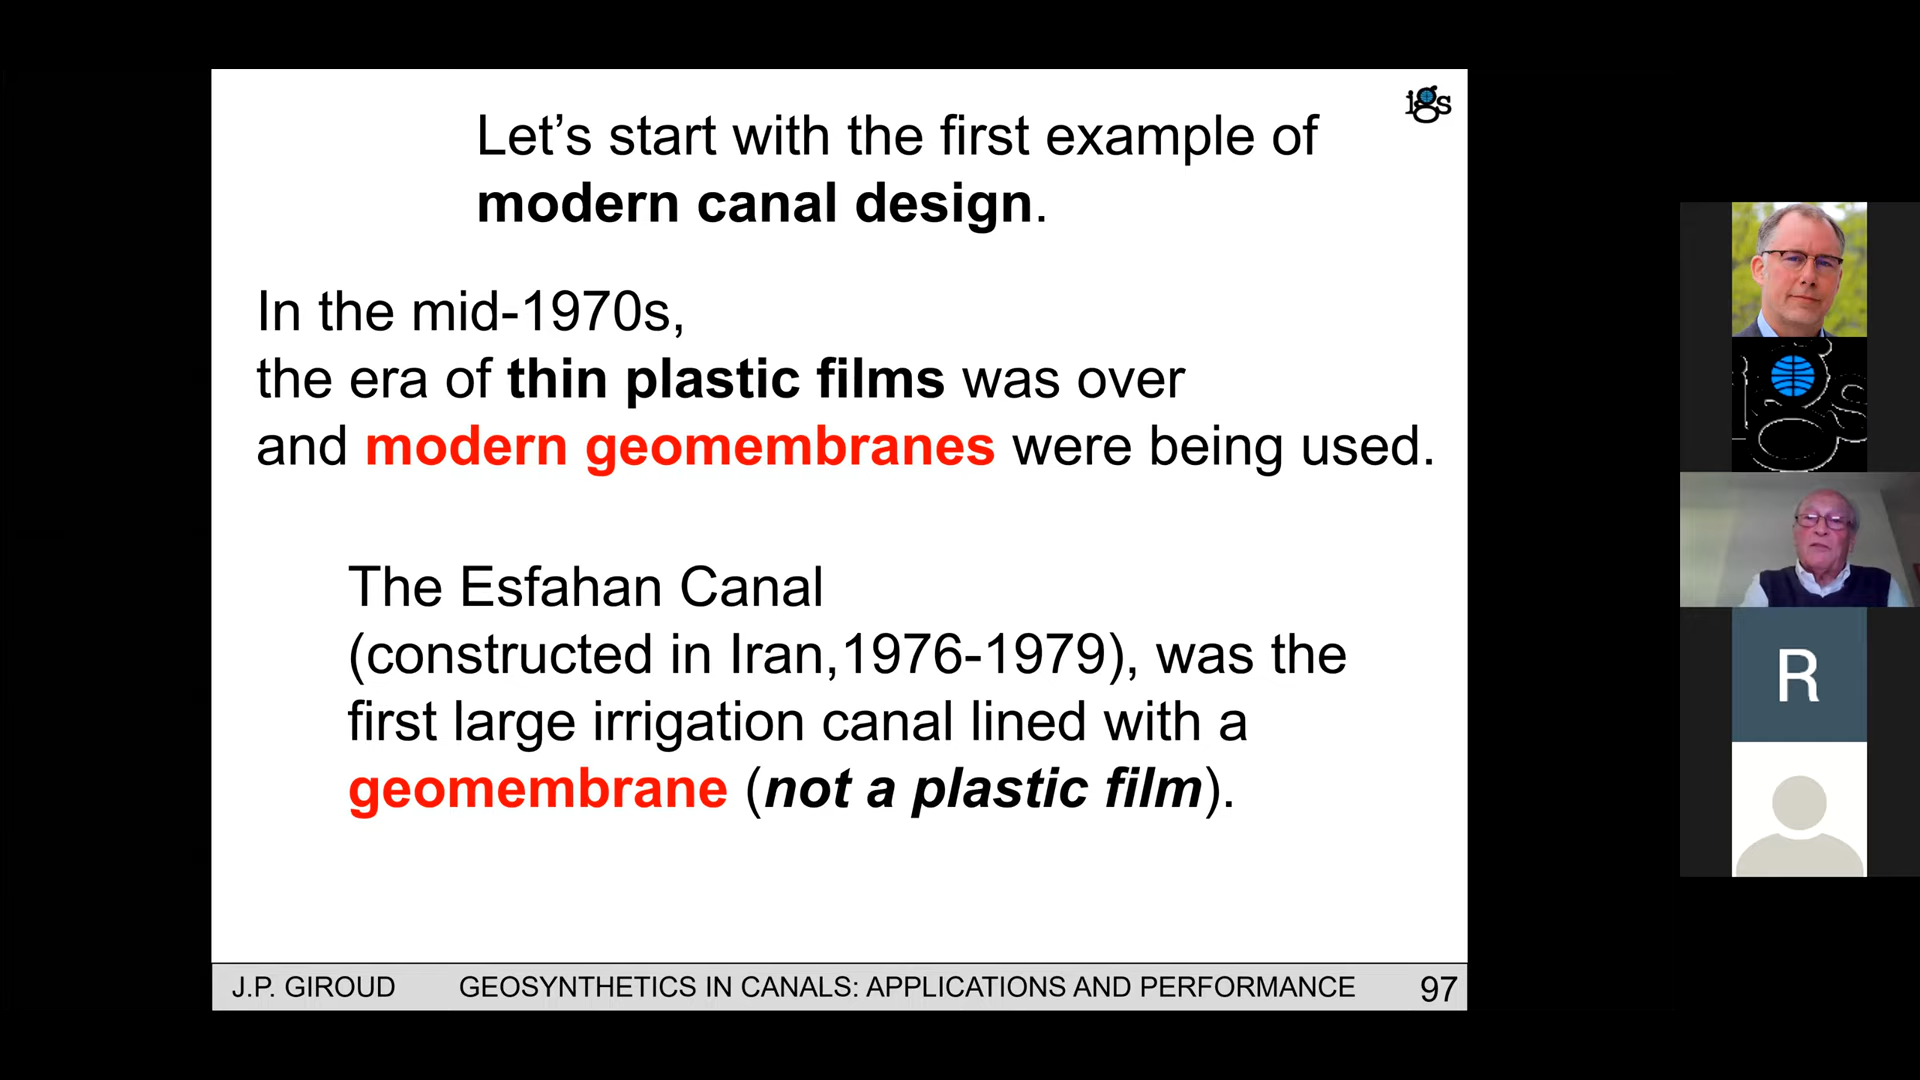 igs
Let’s start with the first example of
modern canal design.
In the mid-1970s,
the era of thin plastic films was over
and modern geomembranes were being used.
The Esfahan Canal
(constructed in Iran,1976-1979), was the
first large irrigation canal lined with a
geomembrane (not a plastic film).
J.P. GIROUD GEOSYNTHETICS IN CANALS: APPLICATIONS AND PERFORMANCE 97
igs
R